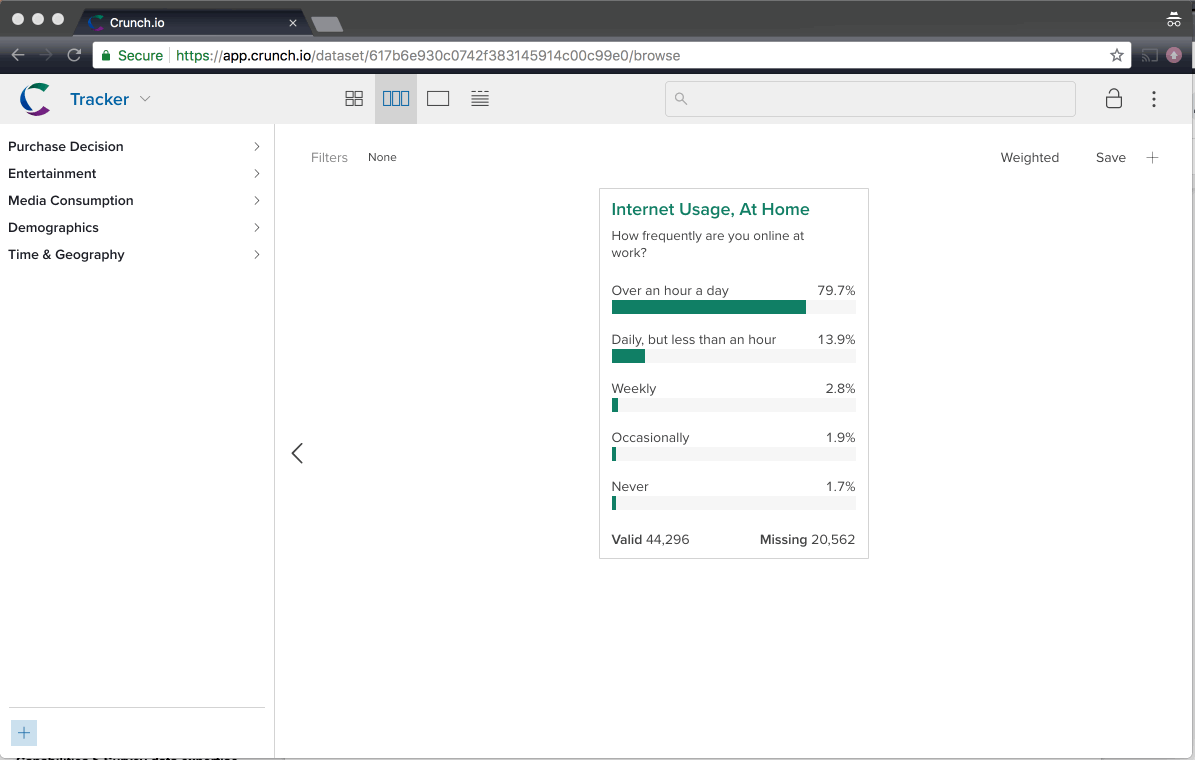 Crunch.io
Secure https://app.crunch.io/dataset/617b6e930c0742f383145914c00c99e0/browse
Tracker
Purchase Decision
Entertainment
Media Consumption
Demographics
Time & Geography
Filters None
Weighted Save
Internet Usage, At Home
How frequently are you online at
work?
Over an hour a day 79.7%
Daily, but less than an hour 13.9%
Weekly 2.8%
Occasionally 1.9%
Never 1.7%
Valid 44,296 Missing 20,562